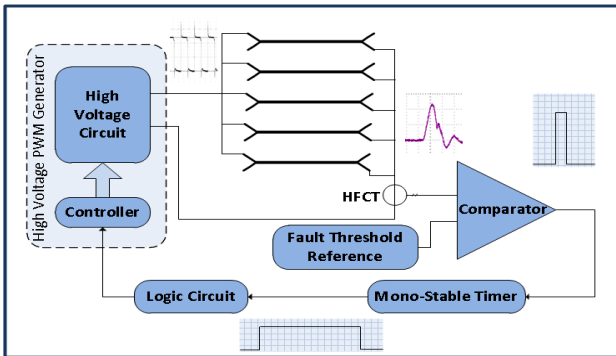 High Voltage PWM Generator
High
Voltage
Circuit
Controller
HFCT
Comparator
Fault Threshold
Reference
Logic Circuit
Mono-Stable Timer